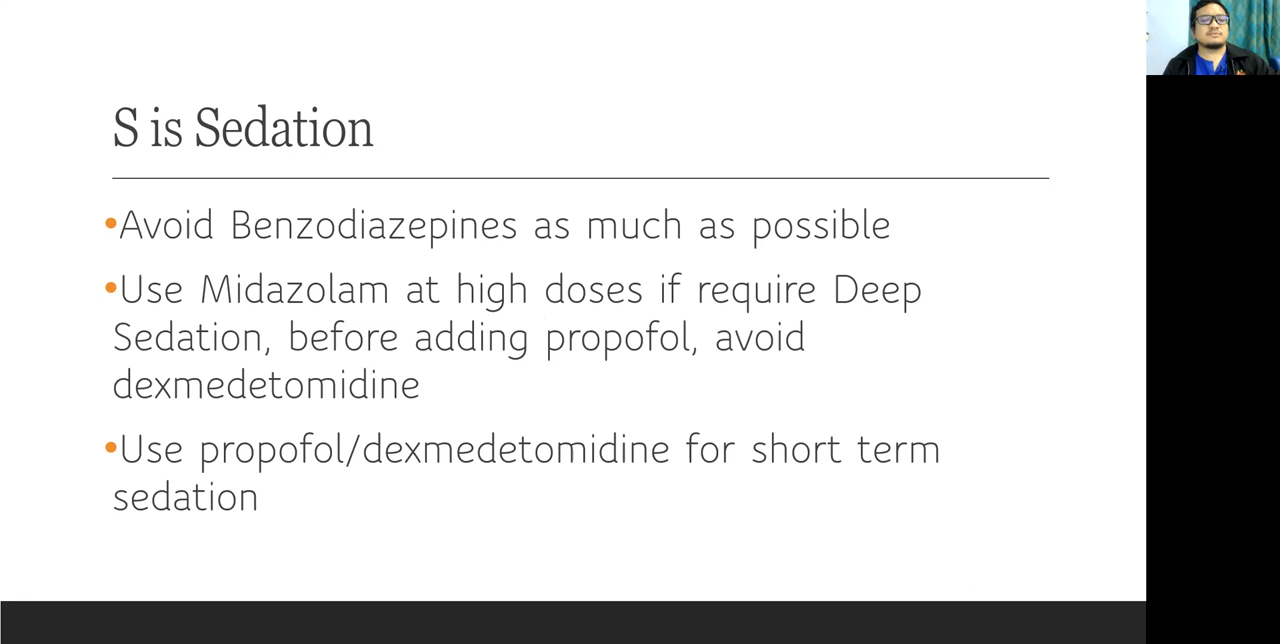 S is Sedation
•Avoid Benzodiazepines as much as possible
•Use Midazolam at high doses if require Deep
Sedation, before adding propofol, avoid
dexmedetomidine
•Use propofol/dexmedetomidine for short term
sedation